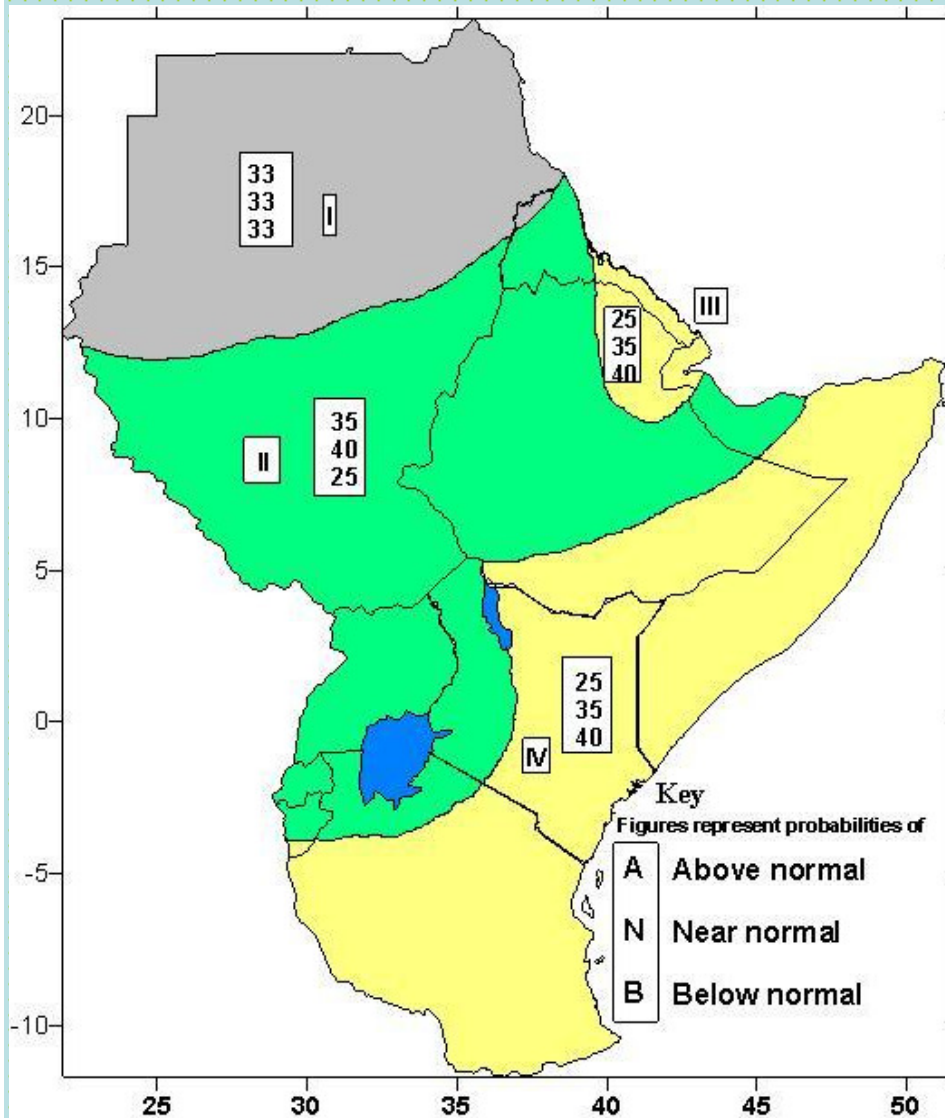 20
15
10
5
0
-5
-10
25 30 35 40 45 50
33
33
33
I
II
35
40
25
III
25
35
40
IV
25
35
40
Key
Figures represent probabilities of
A Above normal
N Near normal
B Below normal